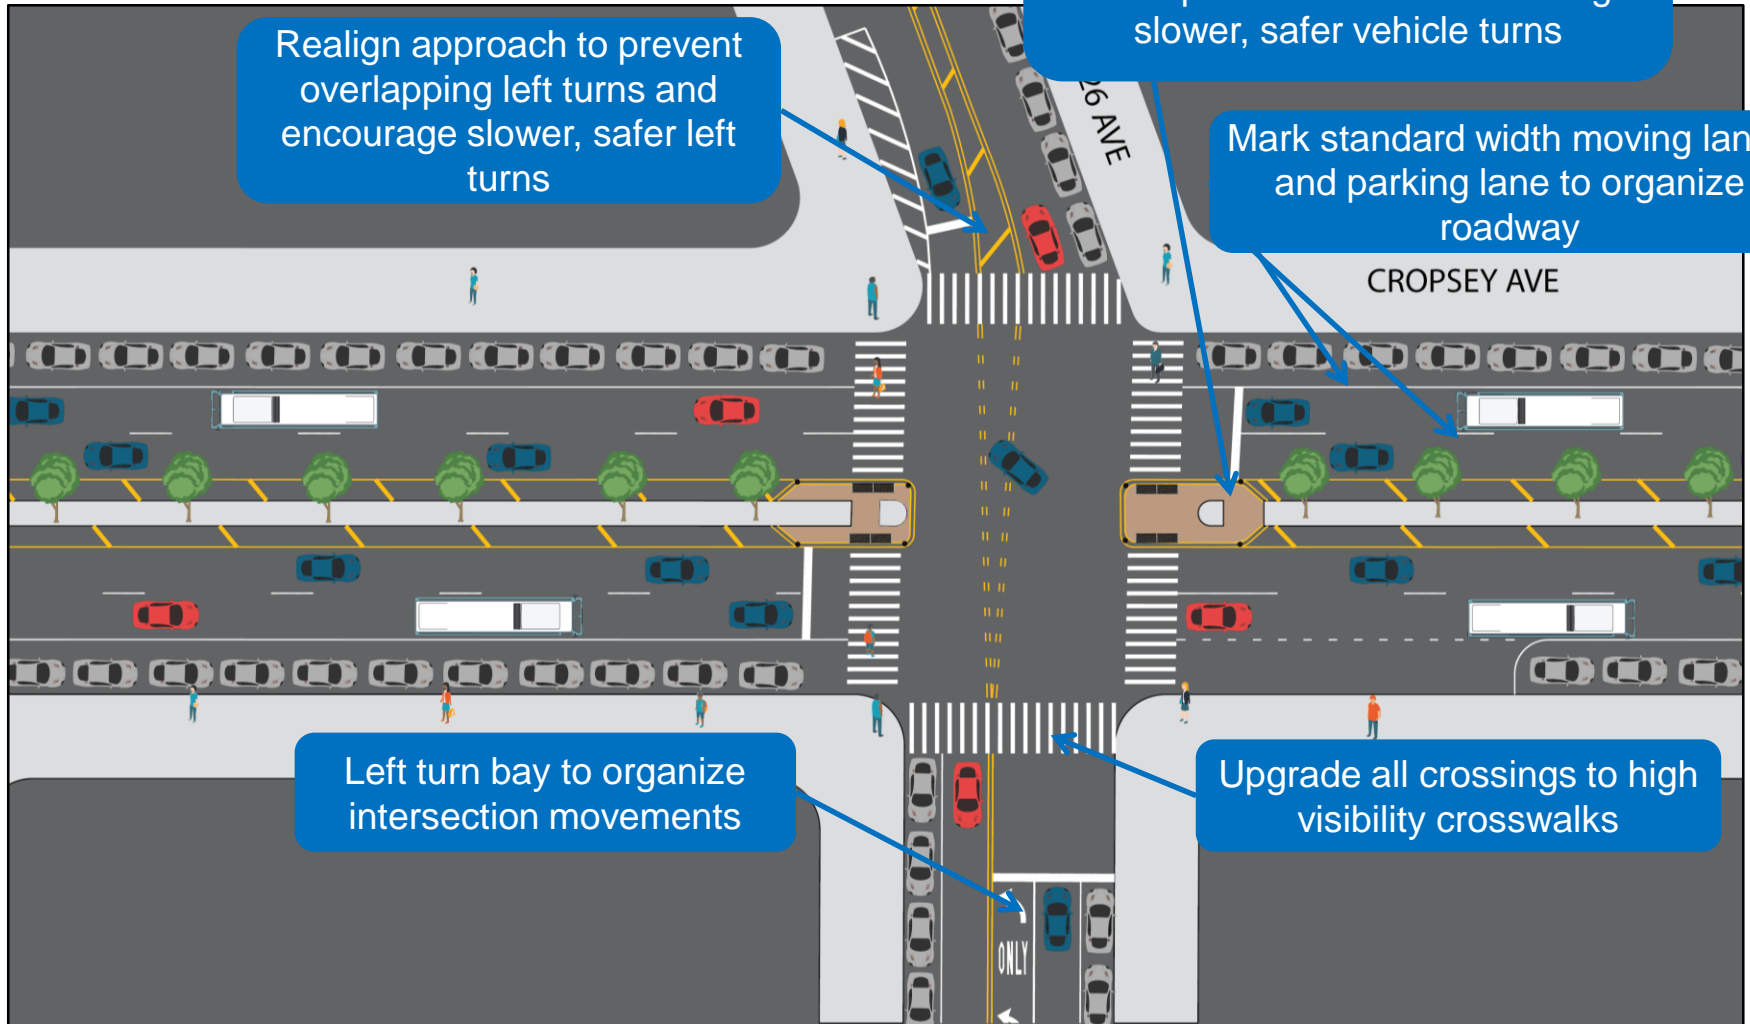 slower, safer vehicle turns
Realign approach to prevent
overlapping left turns and
encourage slower, safer left
turns
26 AVE
Mark standard width moving lan
and parking lane to organize
roadway
CROPSEY AVE
Left turn bay to organize
intersection movements
Upgrade all crossings to high
visibility crosswalks
ONLY